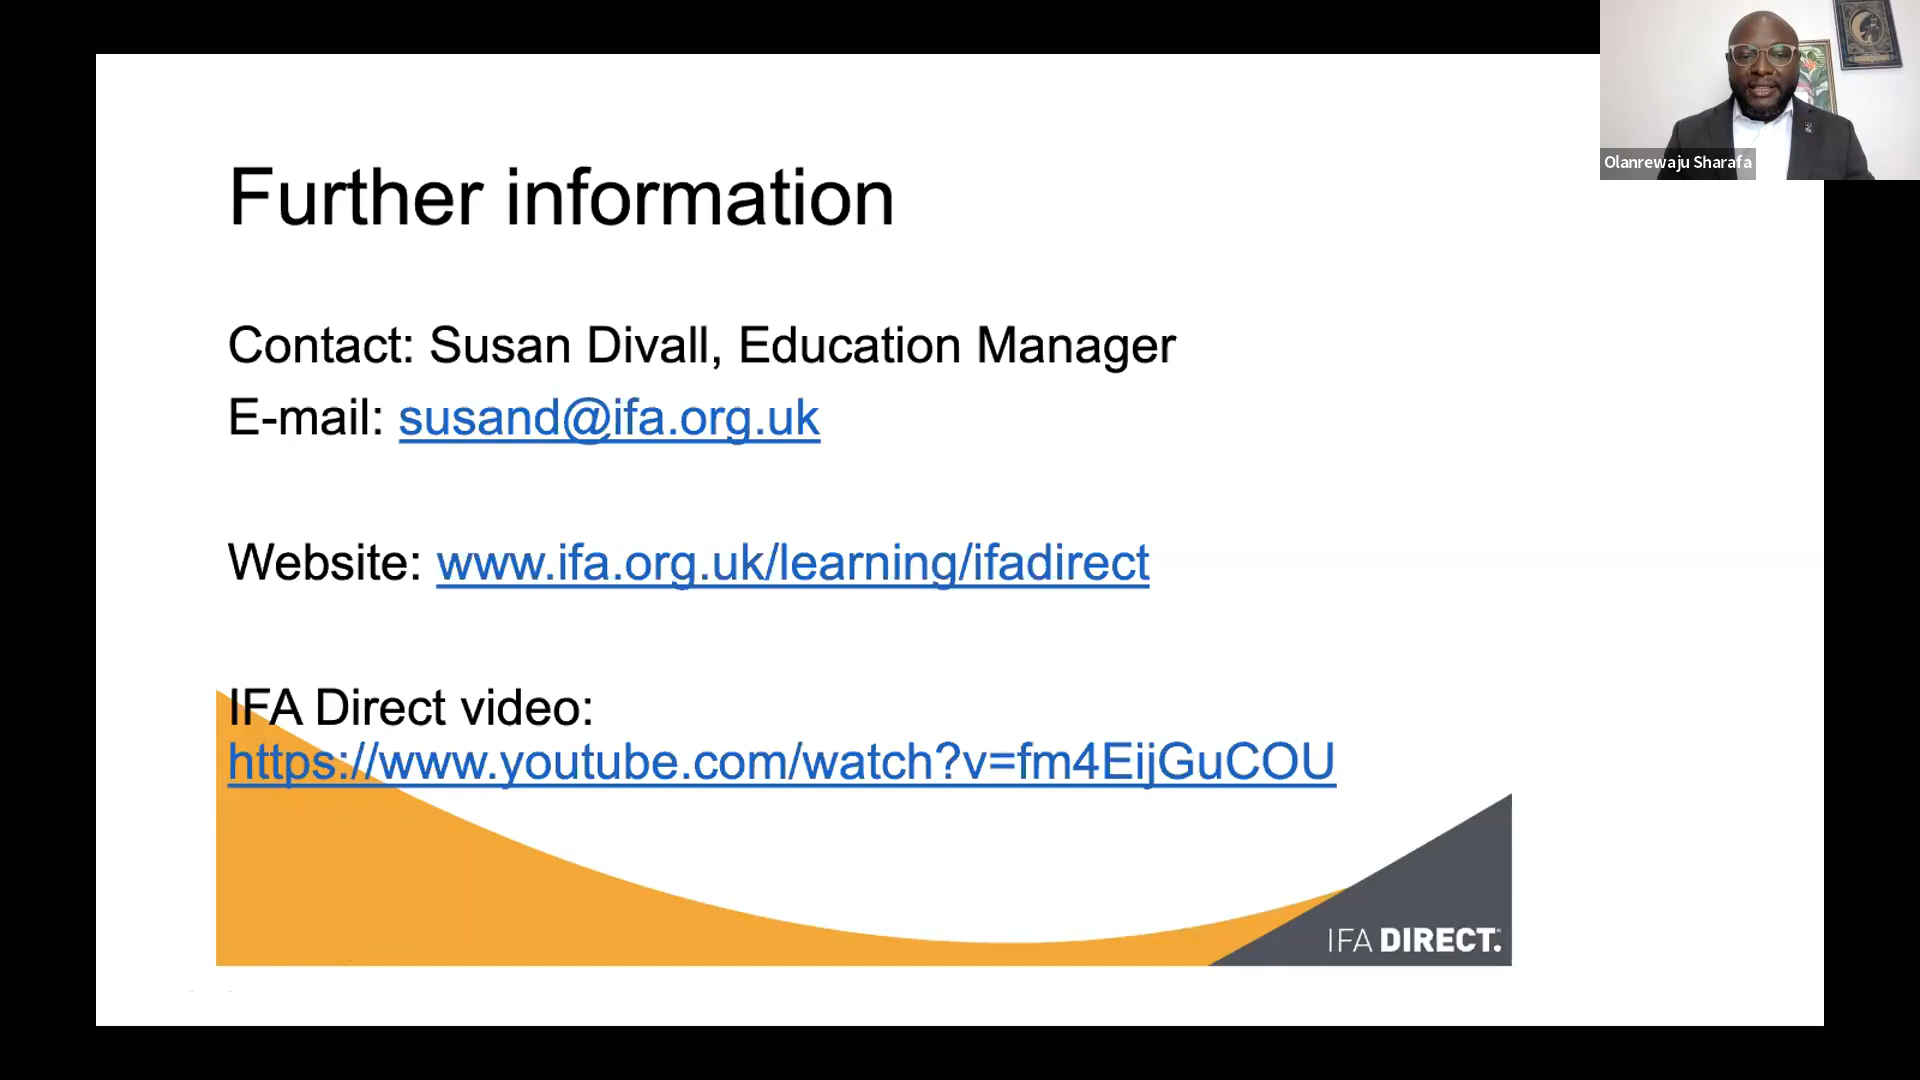 Olanrewaju Sharafa
Further information
Contact: Susan Divall, Education Manager
E-mail: susand@ifa.org.uk
Website: www.ifa.org.uk/learning/ifadirect
IFA Direct video:
https://www.youtube.com/watch?v=fm4EijGuCOU
IFA DIRECT.